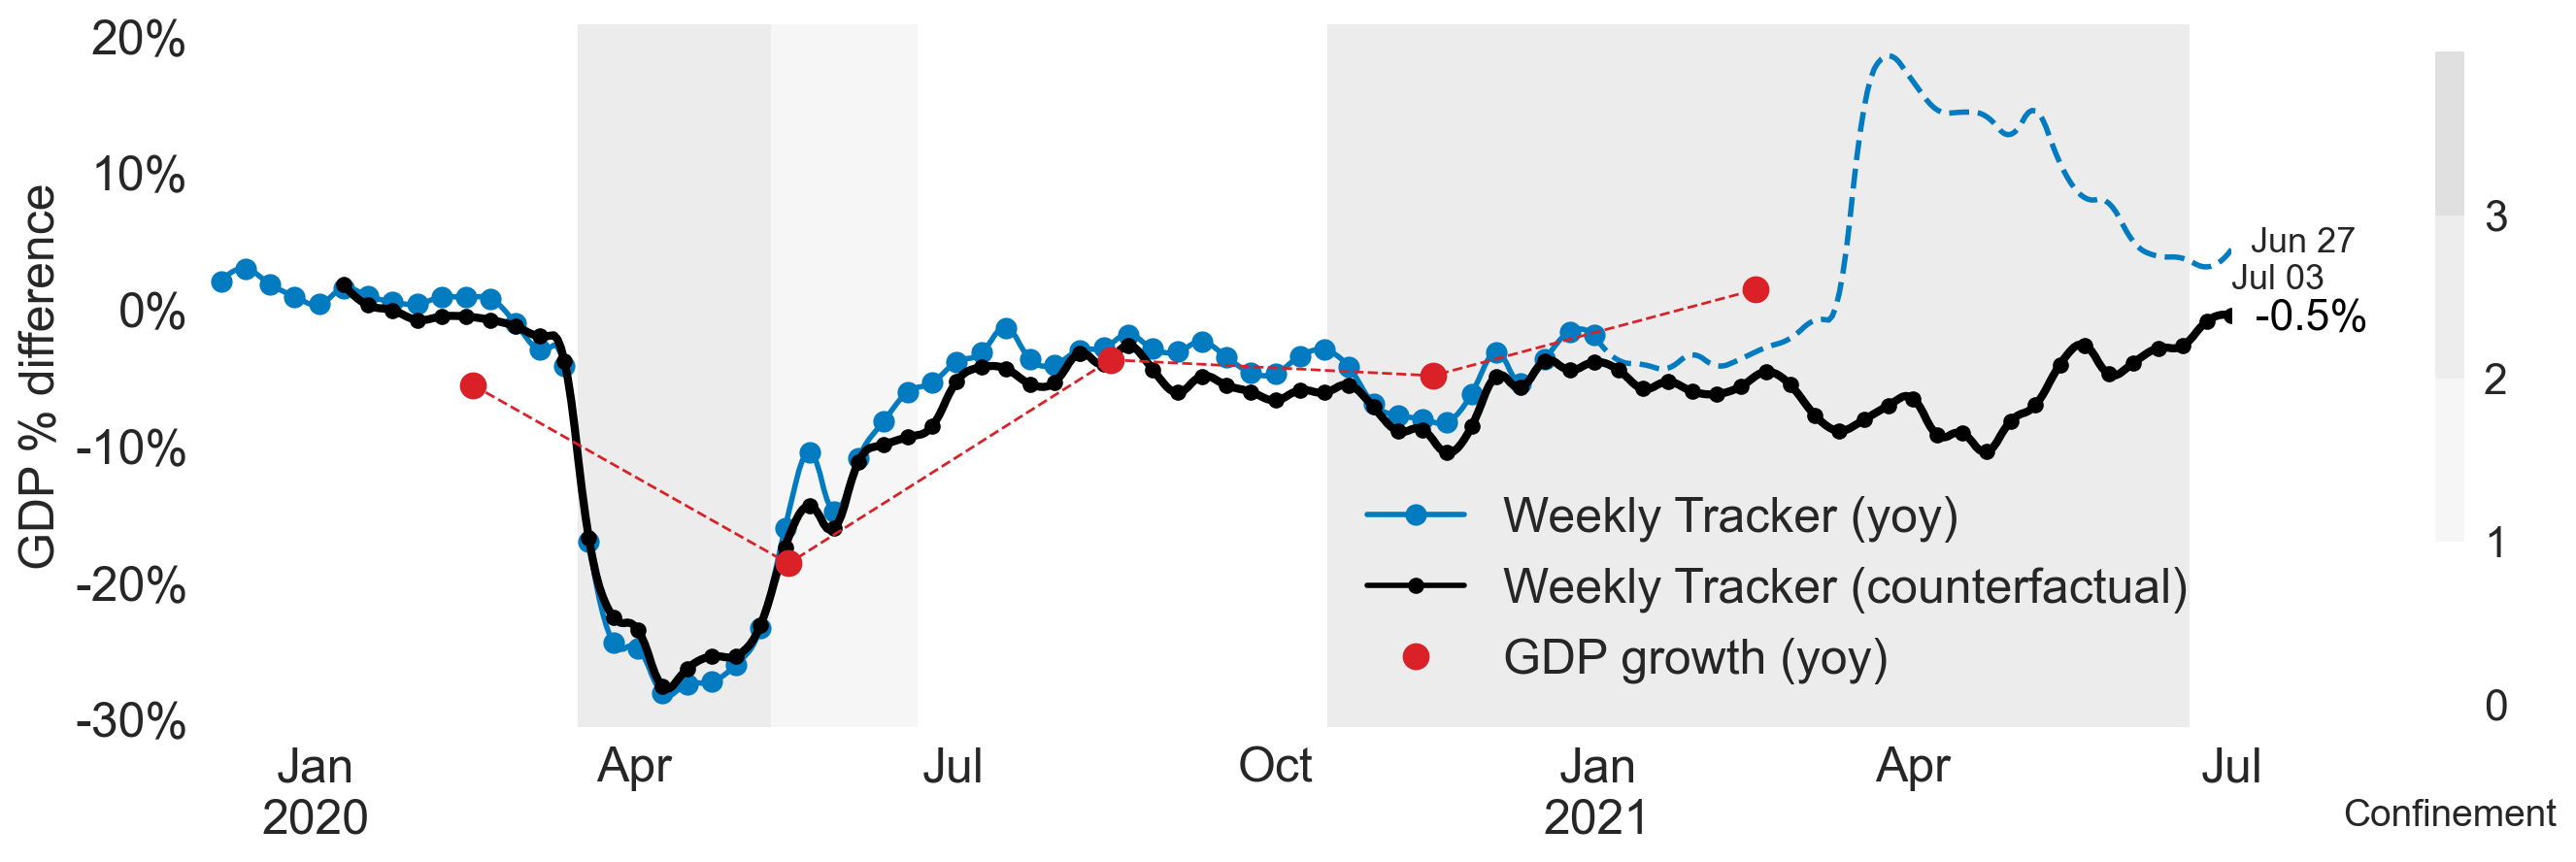 GDP % difference
20%
10%
0%
-10%
-20%
-30%
Jan
2020
Apr
Jul
Oct
Jan
2021
Apr
Jul
Jun 27
Jul 03
-0.5%
Weekly Tracker (yoy)
Weekly Tracker (counterfactual)
GDP growth (yoy)
3
2
1
0
Confinement